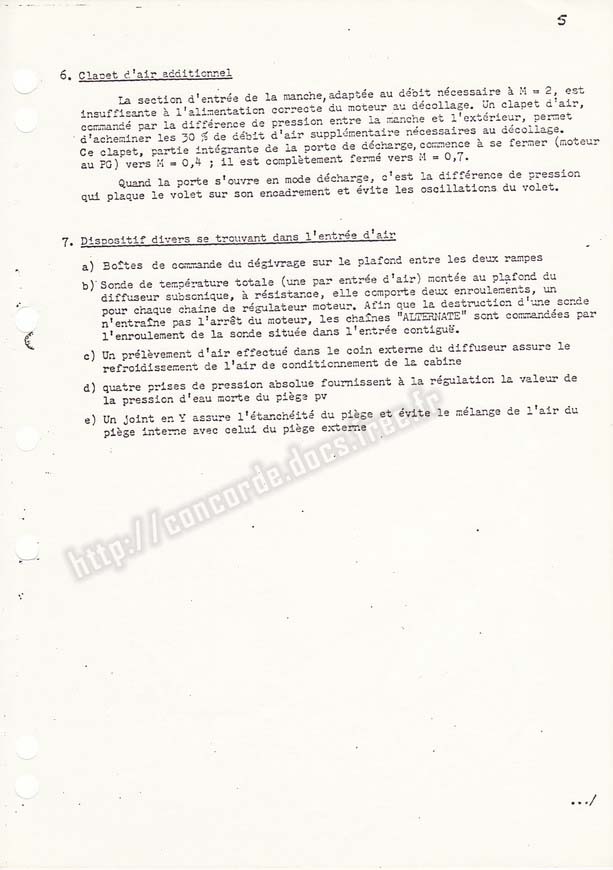 5
6. Clapet d'air additionnel
La section d'entrée de la manche, adaptée au débit nécessaire à M = 2, est
insuffisante à l'alimentation correcte du moteur au décollage. Un clapet d'air,
commandé par la différence de pression entre la manche et l'extérieur, permet
d'acheminer les 30 % de débit d'air supplémentaire nécessaires au décollage.
Ce clapet, partie intégrante de la porte de décharge, commence à se fermer (moteur
au PG) vers M = 0,4 ; il est complètement fermé vers M = 0,7.
Quand la porte s'ouvre en mode décharge, c'est la différence de pression
qui plaque le volet sur son encadrement et évite les oscillations du volet.
7. Dispositif divers se trouvant dans l'entrée d'air
a) Boîtes de commande du dégivrage sur le plafond entre les deux rampes
b) Sonde de température totale (une par entrée d'air) montée au plafond du
diffuseur subsonique, à résistance, elle comporte deux enroulements, un
pour chaque chaine de régulateur moteur. Afin que la destruction d'une sonde
n'entraîne pas l'arrêt du moteur, les chaînes "ALTERNATE" sont commandées par
l'enroulement de la sonde située dans l'entrée contiguë.
c) Un prélèvement d'air effectué dans le coin externe du diffuseur assure le
refroidissement de l'air de conditionnement de la cabine
d) quatre prises de pression absolue fournissent à la régulation la valeur de
la pression d'eau morte du piège pv
e) Un joint en Y assure l'étanchéité du piège et évite le mélange de l'air du
piège interne avec celui du piège externe
http://concorde.docs.free.fr
.../